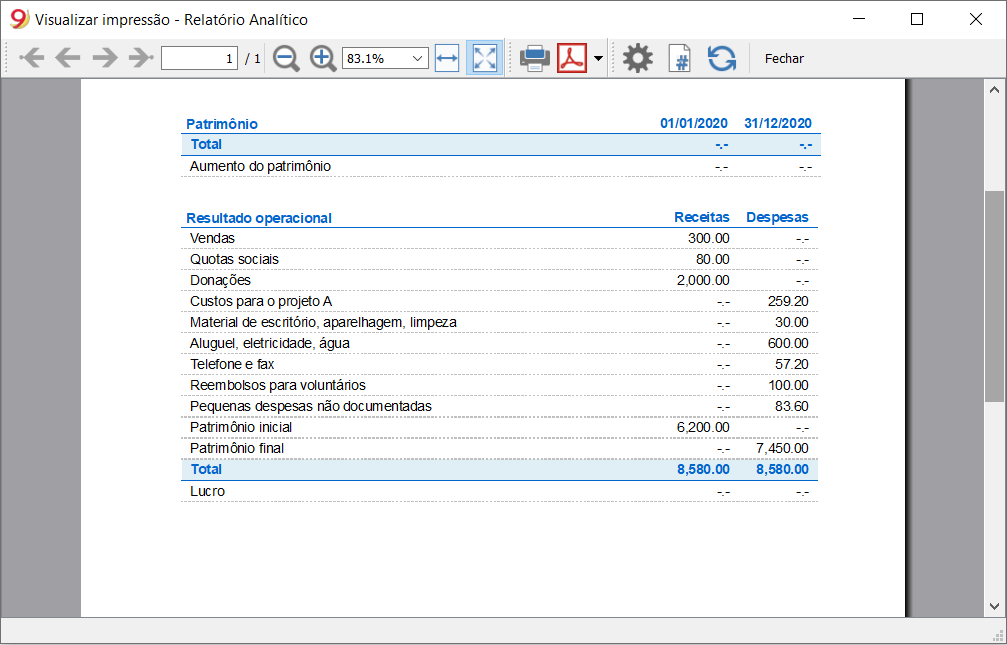 Visualizar impressão - Relatório Analítico
1 / 1 83.1% Fechar
Patrimônio 01/01/2020 31/12/2020
Total -.- -.-
Aumento do patrimônio -.- -.-
Resultado operacional Receitas Despesas
Vendas 300.00 -.-
Quotas sociais 80.00 -.-
Donações 2,000.00 -.-
Custos para o projeto A -.- 259.20
Material de escritório, aparelhagem, limpeza -.- 30.00
Aluguel, eletricidade, água -.- 600.00
Telefone e fax -.- 57.20
Reembolsos para voluntários -.- 100.00
Pequenas despesas não documentadas -.- 83.60
Patrimônio inicial 6,200.00 -.-
Patrimônio final -.- 7,450.00
Total 8,580.00 8,580.00
Lucro -.- -.-